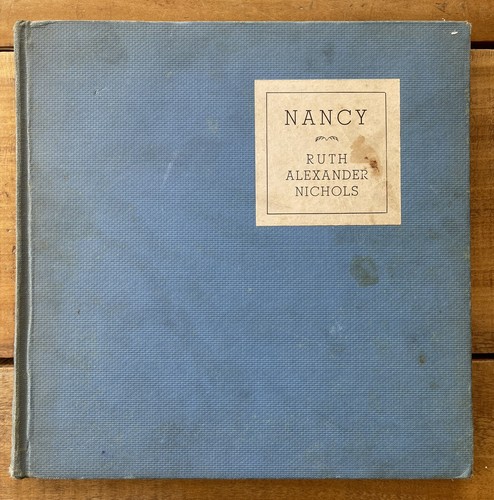 NANCY
RUTH
ALEXANDER
NICHOLS